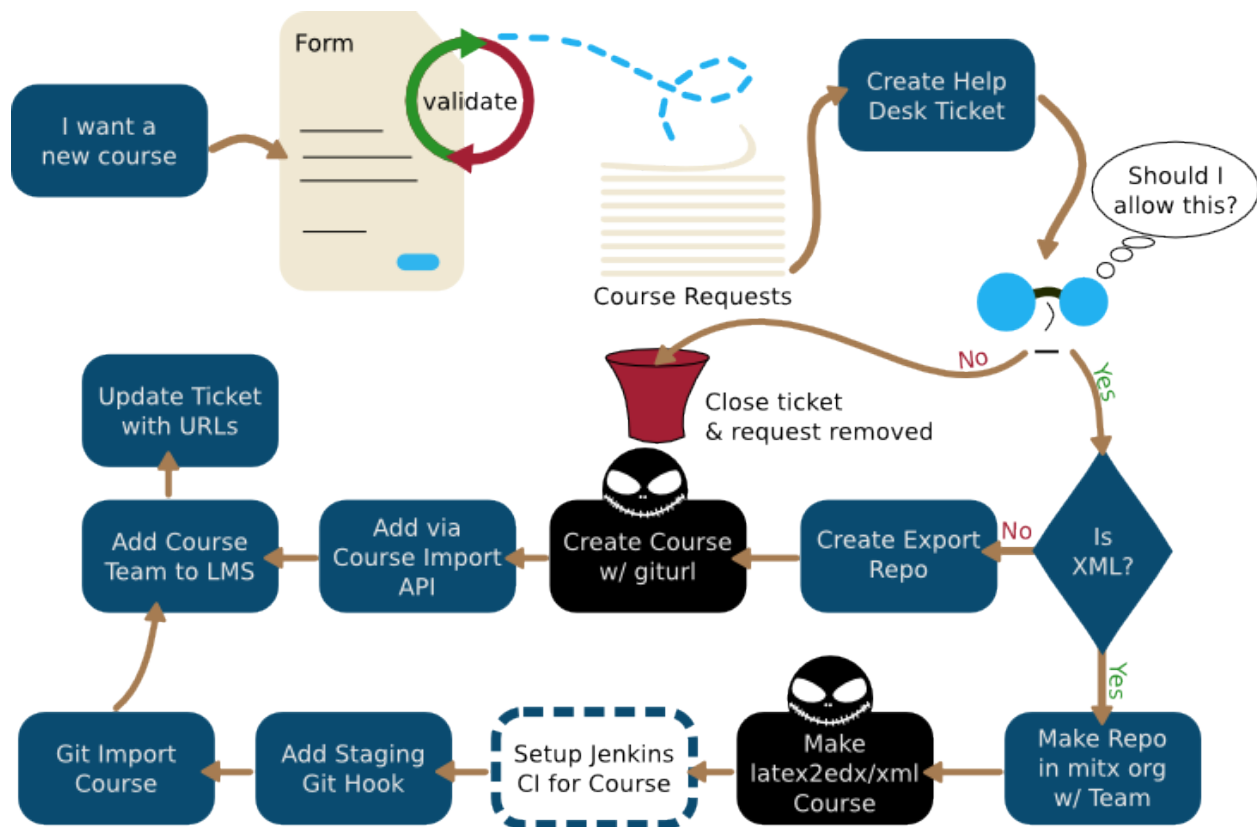 Form
validate
I want a
new course
Create Help
Desk Ticket
Should I
allow this?
Course Requests
No
Yes
Close ticket
& request removed
Update Ticket
with URLs
Add Course
Team to LMS
Add via
Course Import
API
Create Course
w/ giturl
Create Export
Repo
No
Is
XML?
Yes
Git Import
Course
Add Staging
Git Hook
Setup Jenkins
CI for Course
Make
latex2edx/xml
Course
Make Repo
in mitx org
w/ Team